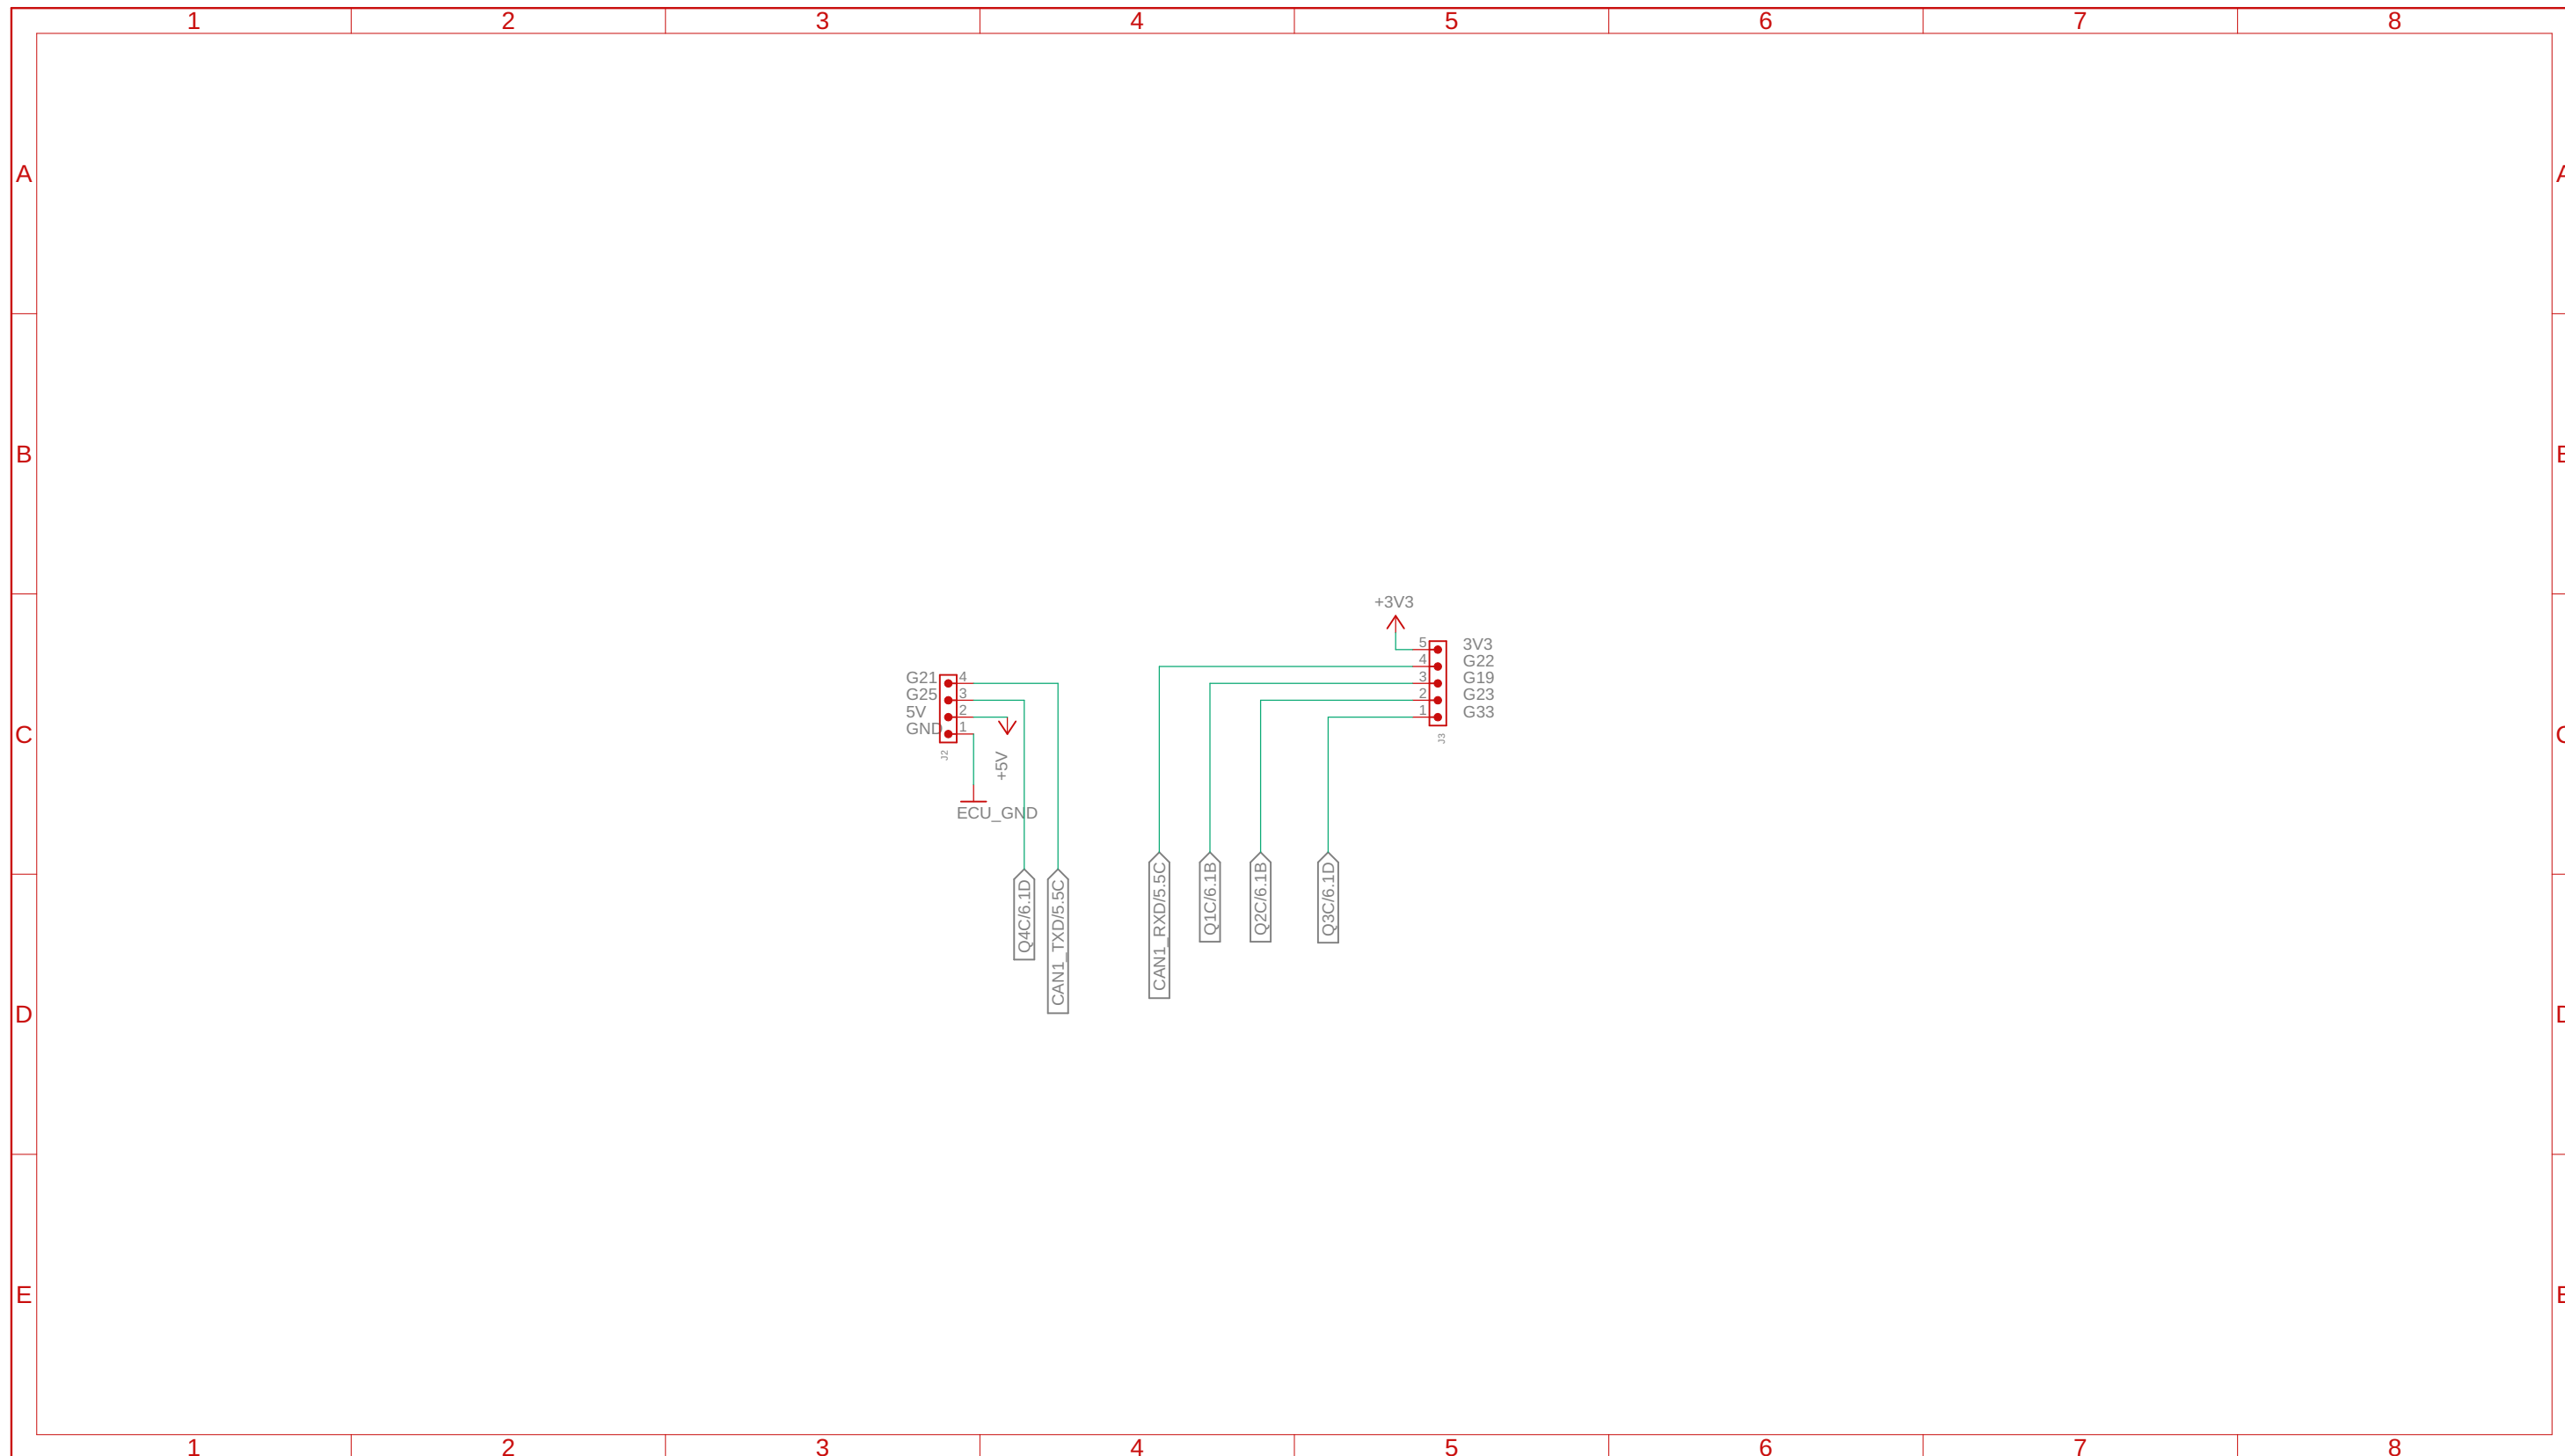 1 2 3 4 5 6 7 8
A A
B B
+3V3
5 3V3
4 G22
G21 4 3 G19
G25 3 2 G23
5V 2 1 G33
GND 1
C C
J3
J2
+5V
ECU_GND
Q4C/6.1D
CAN1_TXD/5.5C
CAN1_RXD/5.5C
Q1C/6.1B
Q2C/6.1B
Q3C/6.1D
D D
E E
1 2 3 4 5 6 7 8